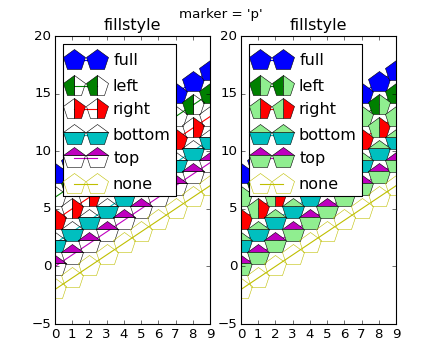 marker = 'p'
fillstyle
20
15
10
5
0
−5
full
left
right
bottom
top
none
0 1 2 3 4 5 6 7 8 9
fillstyle
20
15
10
5
0
−5
full
left
right
bottom
top
none
0 1 2 3 4 5 6 7 8 9